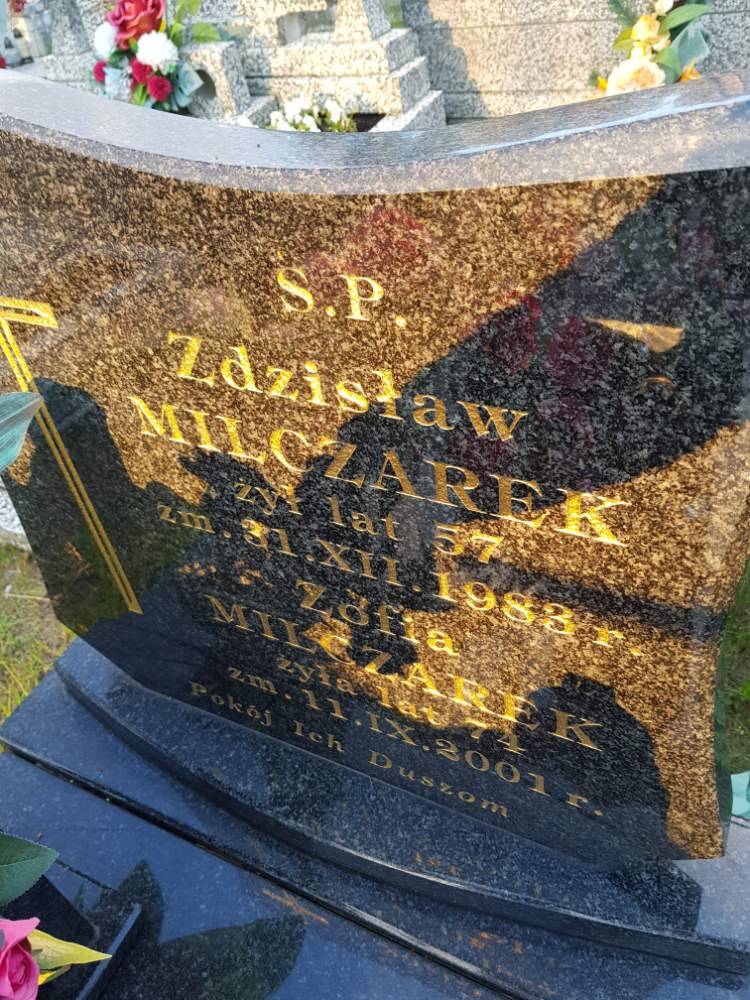 Ś.P.
Zdzisław
MILCZAREK
żył lat 57
zm. 31.XII.1983 r.
Zofia
MILCZAREK
żyła lat 71
zm. 11.IX.2001 r.
Pokój Ich Duszom